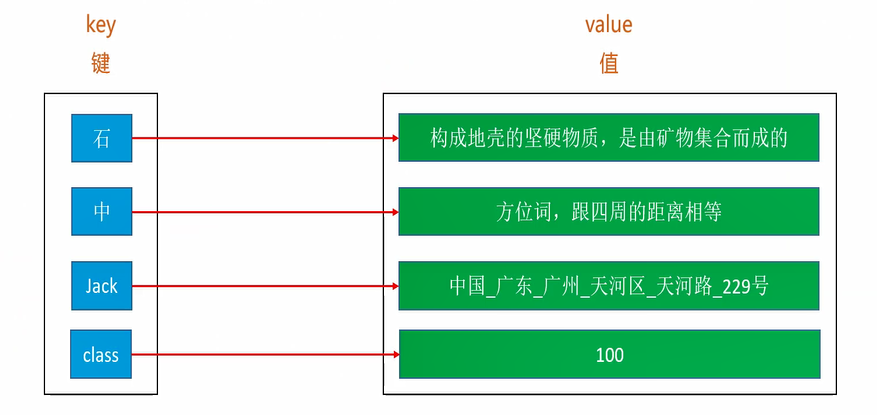 key
value
键
值
石
构成地壳的坚硬物质，是由矿物集合而成的
中
方位词，跟四周的距离相等
Jack
中国_广东_广州_天河区_天河路_229号
class
100